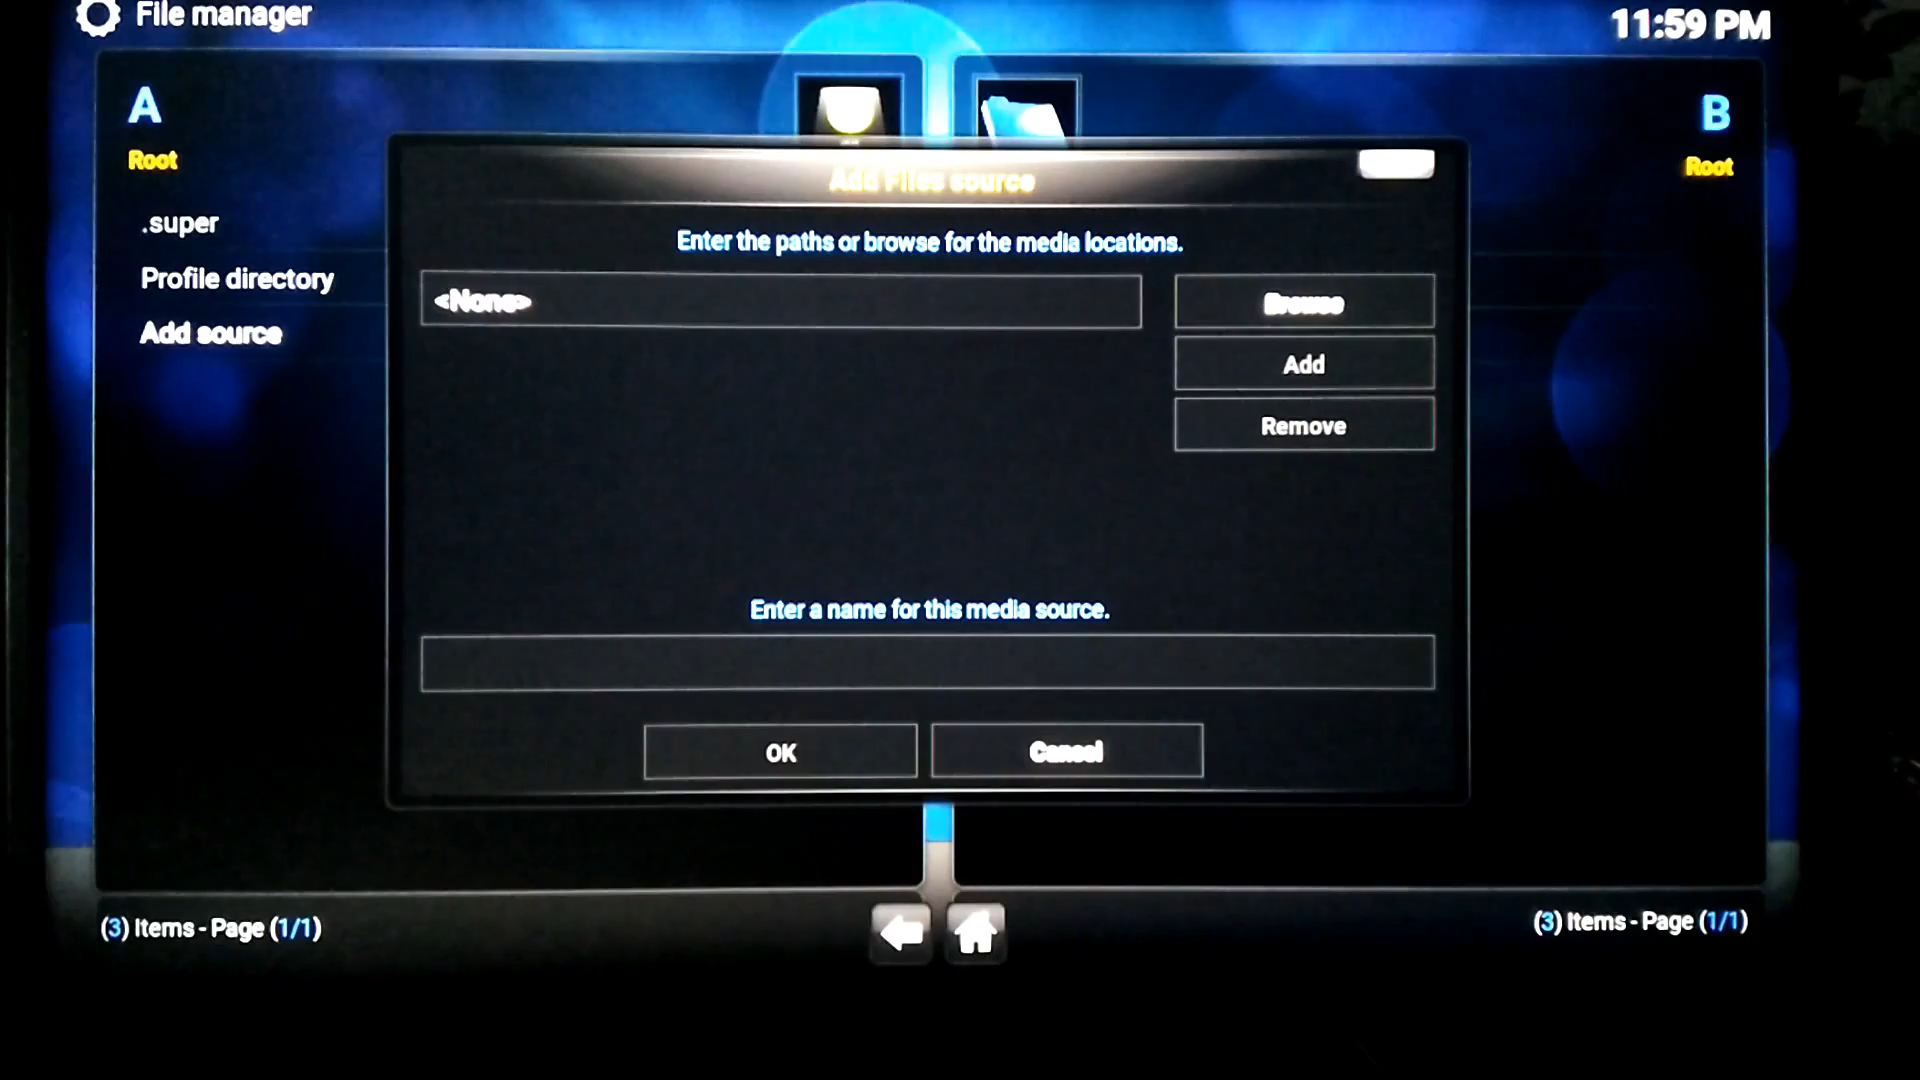 File manager
11:59 PM
A
B
Root
Root
.super
Profile directory
Add source
Add Files source
Enter the paths or browse for the media locations.
<None>
Browse
Add
Remove
Enter a name for this media source.
OK
Cancel
(3) Items - Page (1/1)
(3) Items - Page (1/1)